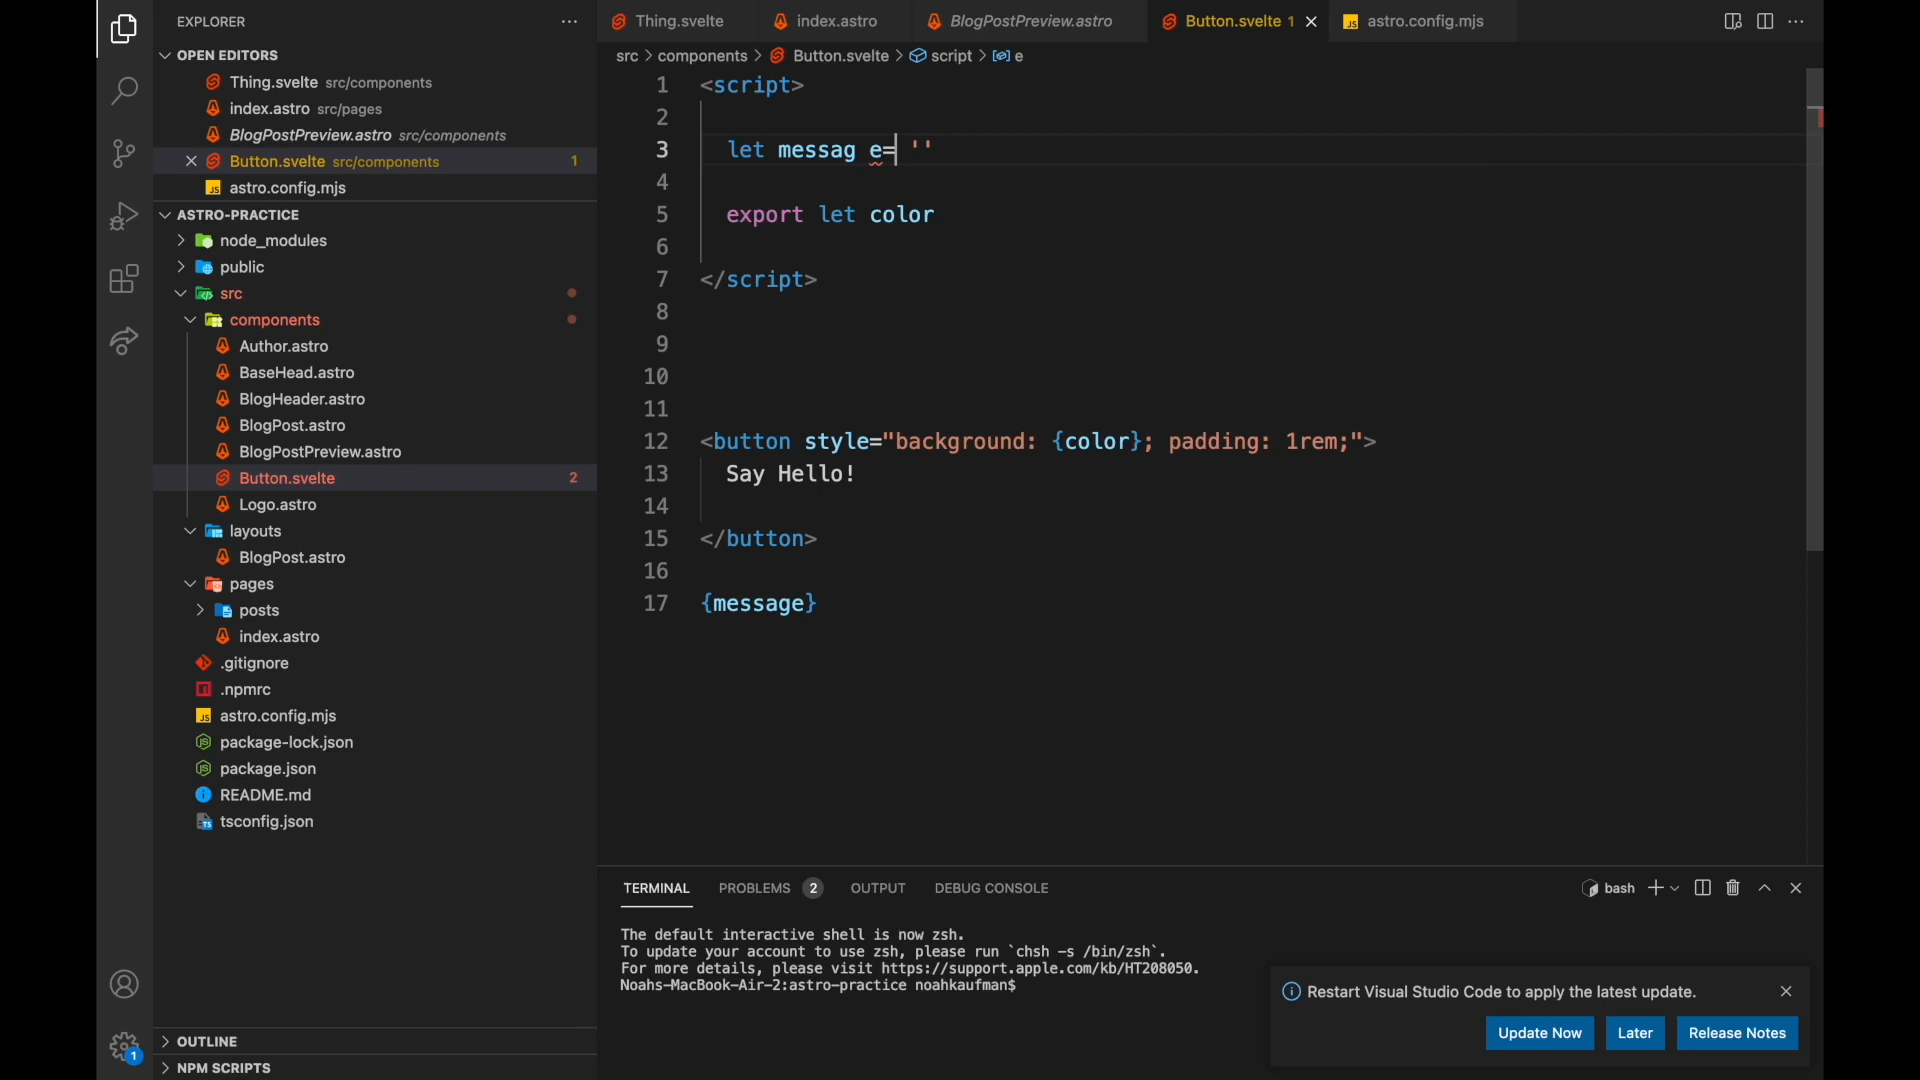 EXPLORER
OPEN EDITORS
Thing.svelte src/components
index.astro src/pages
BlogPostPreview.astro src/components
Button.svelte src/components 1
JS astro.config.mjs
ASTRO-PRACTICE
node_modules
public
src
components
Author.astro
BaseHead.astro
BlogHeader.astro
BlogPost.astro
BlogPostPreview.astro
Button.svelte 2
Logo.astro
layouts
BlogPost.astro
pages
posts
index.astro
.gitignore
.npmrc
JS astro.config.mjs
package-lock.json
package.json
README.md
TS tsconfig.json
OUTLINE
NPM SCRIPTS
1
Thing.svelte index.astro BlogPostPreview.astro Button.svelte 1 JS astro.config.mjs
src > components > Button.svelte > script > e
1 <script>
2
3 let messag e= ''
4
5 export let color
6
7 </script>
8
9
10
11
12 <button style="background: {color}; padding: 1rem;">
13 Say Hello!
14
15 </button>
16
17 {message}
TERMINAL PROBLEMS 2 OUTPUT DEBUG CONSOLE bash
The default interactive shell is now zsh.
To update your account to use zsh, please run `chsh -s /bin/zsh`.
For more details, please visit https://support.apple.com/kb/HT208050.
Noahs-MacBook-Air-2:astro-practice noahkaufman$
Restart Visual Studio Code to apply the latest update.
Update Now Later Release Notes